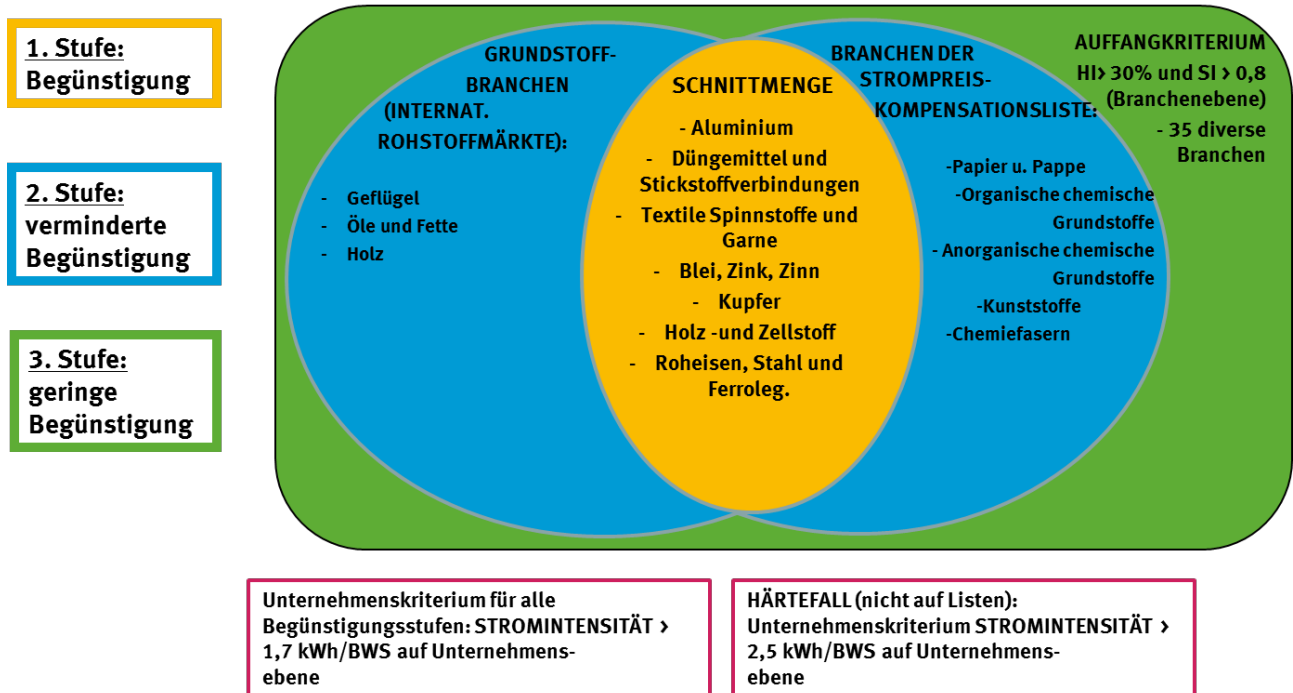 1. Stufe:
Begünstigung
2. Stufe:
verminderte
Begünstigung
3. Stufe:
geringe
Begünstigung
GRUNDSTOFF-
BRANCHEN
(INTERNAT.
ROHSTOFFMÄRKTE):
- Geflügel
- Öle und Fette
- Holz
SCHNITTMENGE
- Aluminium
- Düngemittel und
Stickstoffverbindungen
- Textile Spinnstoffe und
Garne
- Blei, Zink, Zinn
- Kupfer
- Holz -und Zellstoff
- Roheisen, Stahl und
Ferroleg.
BRANCHEN DER
STROMPREIS-
KOMPENSATIONSLISTE:
-Papier u. Pappe
-Organische chemische
Grundstoffe
- Anorganische chemische
Grundstoffe
-Kunststoffe
-Chemiefasern
AUFFANGKRITERIUM
HI> 30% und SI > 0,8
(Branchenebene)
- 35 diverse
Branchen
Unternehmenskriterium für alle
Begünstigungsstufen: STROMINTENSITÄT >
1,7 kWh/BWS auf Unternehmens-
ebene
HÄRTEFALL (nicht auf Listen):
Unternehmenskriterium STROMINTENSITÄT >
2,5 kWh/BWS auf Unternehmens-
ebene